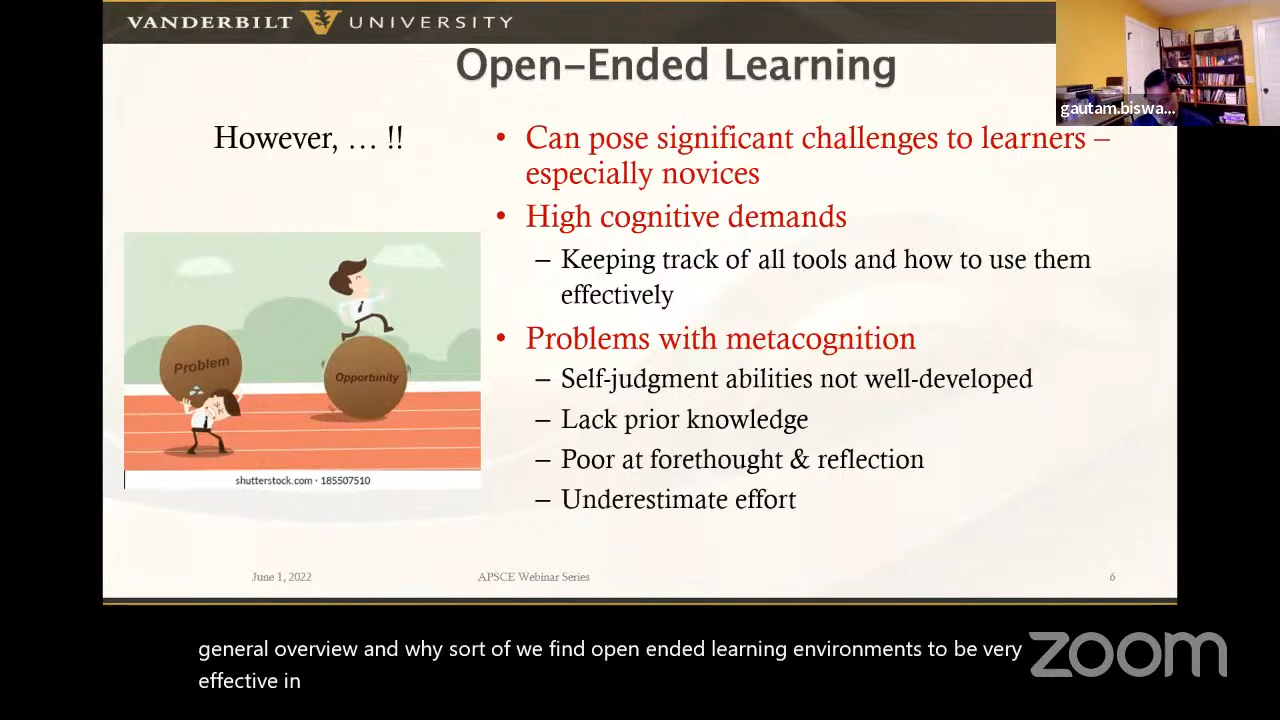 VANDERBILT UNIVERSITY
Open-Ended Learning
gautam.biswa...
However, … !!
• Can pose significant challenges to learners –
especially novices
• High cognitive demands
– Keeping track of all tools and how to use them
effectively
• Problems with metacognition
– Self-judgment abilities not well-developed
– Lack prior knowledge
– Poor at forethought & reflection
– Underestimate effort
Problem
Opportunity
shutterstock.com · 185507510
June 1, 2022
APSCE Webinar Series
6
general overview and why sort of we find open ended learning environments to be very
effective in
zoom